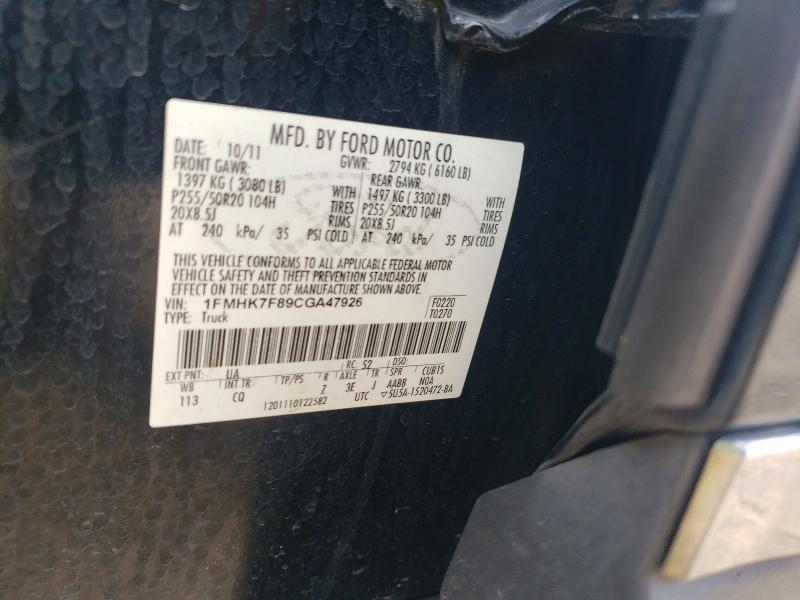 MFD. BY FORD MOTOR CO.
DATE: 10/11 GVWR: 2794 KG ( 6160 LB)
FRONT GAWR: REAR GAWR:
1397 KG ( 3080 LB) WITH 1497 KG ( 3300 LB) WITH
P255/50R20 104H TIRES P255/50R20 104H TIRES
20X8.5J RIMS 20X8.5J RIMS
AT 240 kPa/ 35 PSI COLD AT 240 kPa/ 35 PSI COLD
THIS VEHICLE CONFORMS TO ALL APPLICABLE FEDERAL MOTOR
VEHICLE SAFETY AND THEFT PREVENTION STANDARDS IN
EFFECT ON THE DATE OF MANUFACTURE SHOWN ABOVE.
VIN: 1FMHK7F89CGA47926 F0220
TYPE: Truck T0270
EXT PNT: UA RC: 52 DSO:
WB INT TR TP/PS R AXLE TR SPR CUBTS
113 CQ Z 3E J AABB NOA
1201110122582 UTC ▽5U5A-1520472-BA